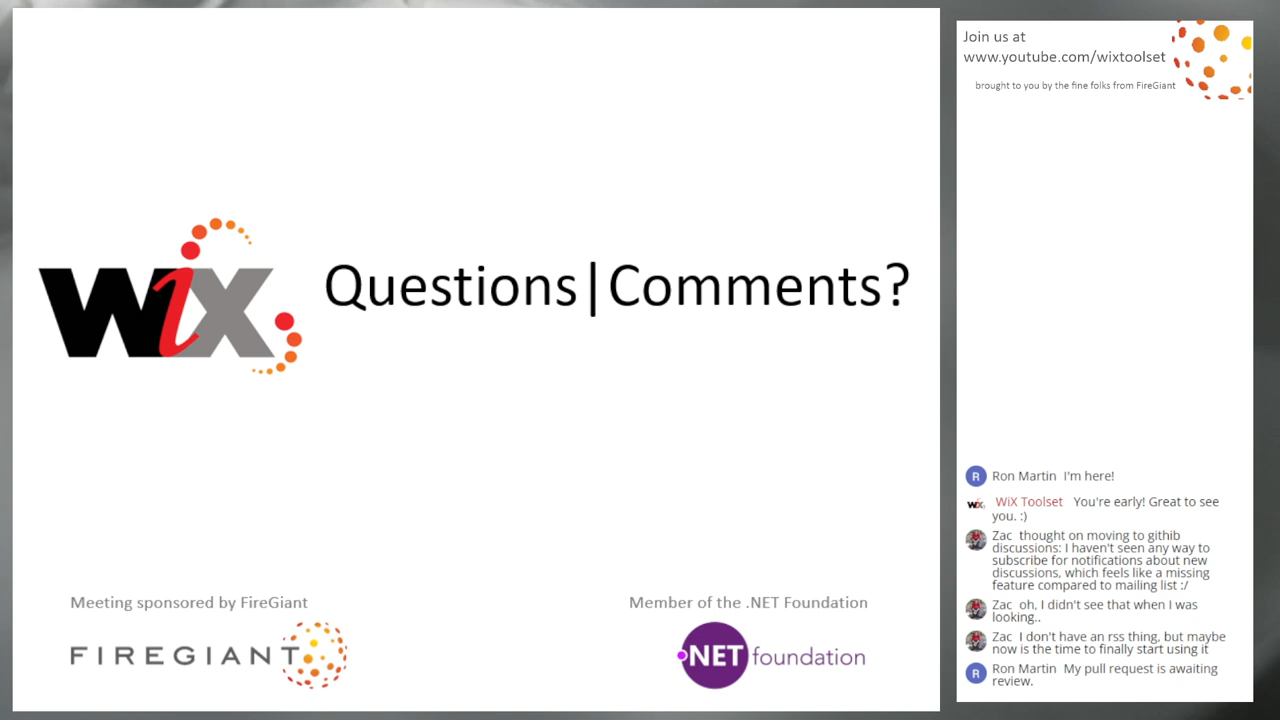 WiX
Questions|Comments?
Meeting sponsored by FireGiant
FIREGIANT
Member of the .NET Foundation
.NET foundation
Join us at
www.youtube.com/wixtoolset
brought to you by the fine folks from FireGiant
R Ron Martin I'm here!
WiX WiX Toolset You're early! Great to see
you. :)
Zac thought on moving to githib
discussions: I haven't seen any way to
subscribe for notifications about new
discussions, which feels like a missing
feature compared to mailing list :/
Zac oh, I didn't see that when I was
looking..
Zac I don't have an rss thing, but maybe
now is the time to finally start using it
R Ron Martin My pull request is awaiting
review.